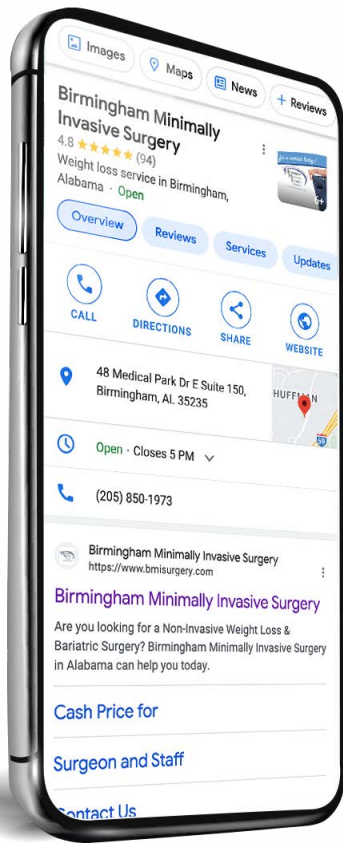 Images
Maps
News
+ Reviews
Birmingham Minimally
Invasive Surgery
4.8 ★★★★★ (94)
Weight loss service in Birmingham,
Alabama · Open
Overview
Reviews
Services
Updates
CALL
DIRECTIONS
SHARE
WEBSITE
48 Medical Park Dr E Suite 150,
Birmingham, AL 35235
HUFFMAN
59
Open · Closes 5 PM
(205) 850-1973
Birmingham Minimally Invasive Surgery
https://www.bmisurgery.com
Birmingham Minimally Invasive Surgery
Are you looking for a Non-Invasive Weight Loss &
Bariatric Surgery? Birmingham Minimally Invasive Surgery
in Alabama can help you today.
Cash Price for
Surgeon and Staff
Contact Us